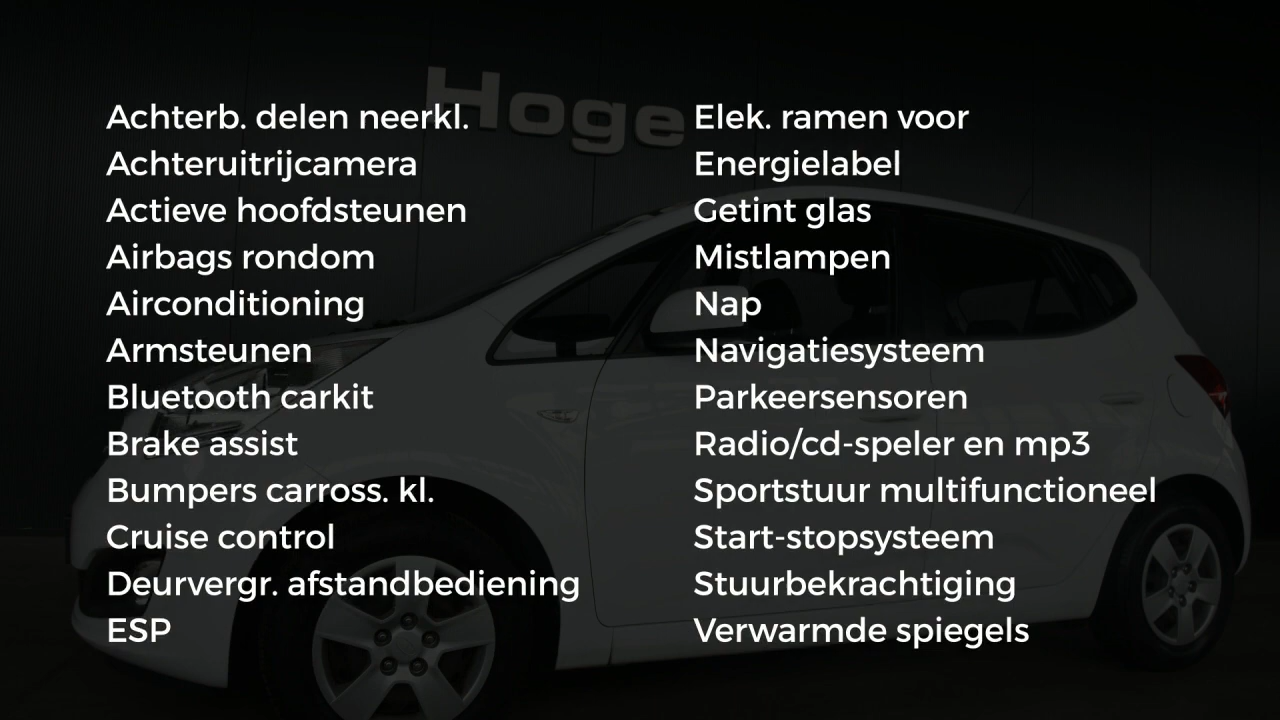 Hoge
Achterb. delen neerkl.
Achteruitrijcamera
Actieve hoofdsteunen
Airbags rondom
Airconditioning
Armsteunen
Bluetooth carkit
Brake assist
Bumpers carross. kl.
Cruise control
Deurvergr. afstandbediening
ESP
Elek. ramen voor
Energielabel
Getint glas
Mistlampen
Nap
Navigatiesysteem
Parkeersensoren
Radio/cd-speler en mp3
Sportstuur multifunctioneel
Start-stopsysteem
Stuurbekrachtiging
Verwarmde spiegels